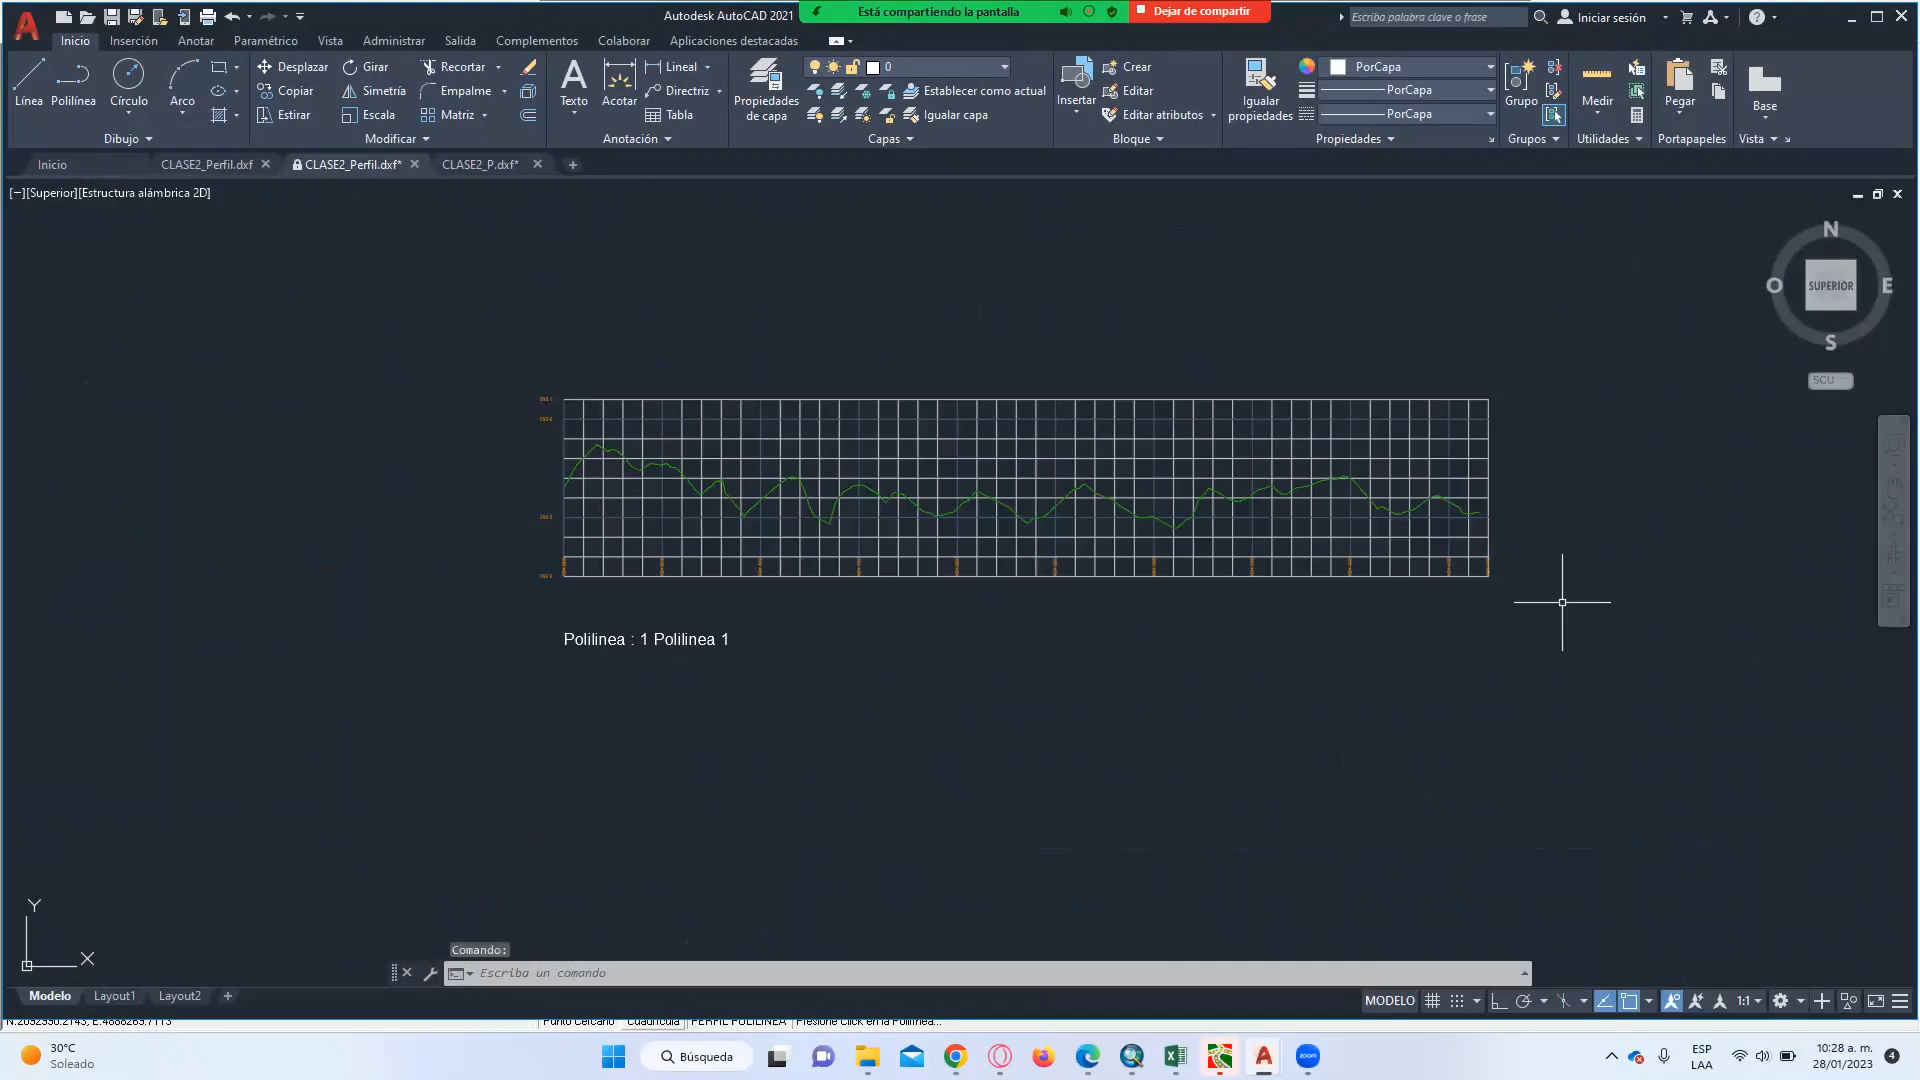 Autodesk AutoCAD 2021
Está compartiendo la pantalla
Dejar de compartir
Escriba palabra clave o frase
Iniciar sesión
Inicio Inserción Anotar Paramétrico Vista Administrar Salida Complementos Colaborar Aplicaciones destacadas
Desplazar Girar Recortar Lineal 0 Crear PorCapa
Copiar Simetría Empalme Directriz Establecer como actual Editar PorCapa
Línea Polilínea Círculo Arco Texto Acotar Propiedades de capa Insertar Igualar propiedades Grupo Medir Pegar Base
Estirar Escala Matriz Tabla Igualar capa Editar atributos PorCapa
Dibujo Modificar Anotación Capas Bloque Propiedades Grupos Utilidades Portapapeles Vista
Inicio CLASE2_Perfil.dxf CLASE2_Perfil.dxf* CLASE2_P.dxf*
[−][Superior][Estructura alámbrica 2D]
N
O SUPERIOR E
S
SCU
Polilinea : 1 Polilinea 1
Y
X
Comando:
Escriba un comando
Modelo Layout1 Layout2 +
MODELO 1:1
PERFIL POLILINEA
30°C
Soleado
Búsqueda
zoom
ESP
LAA
10:28 a. m.
28/01/2023
4